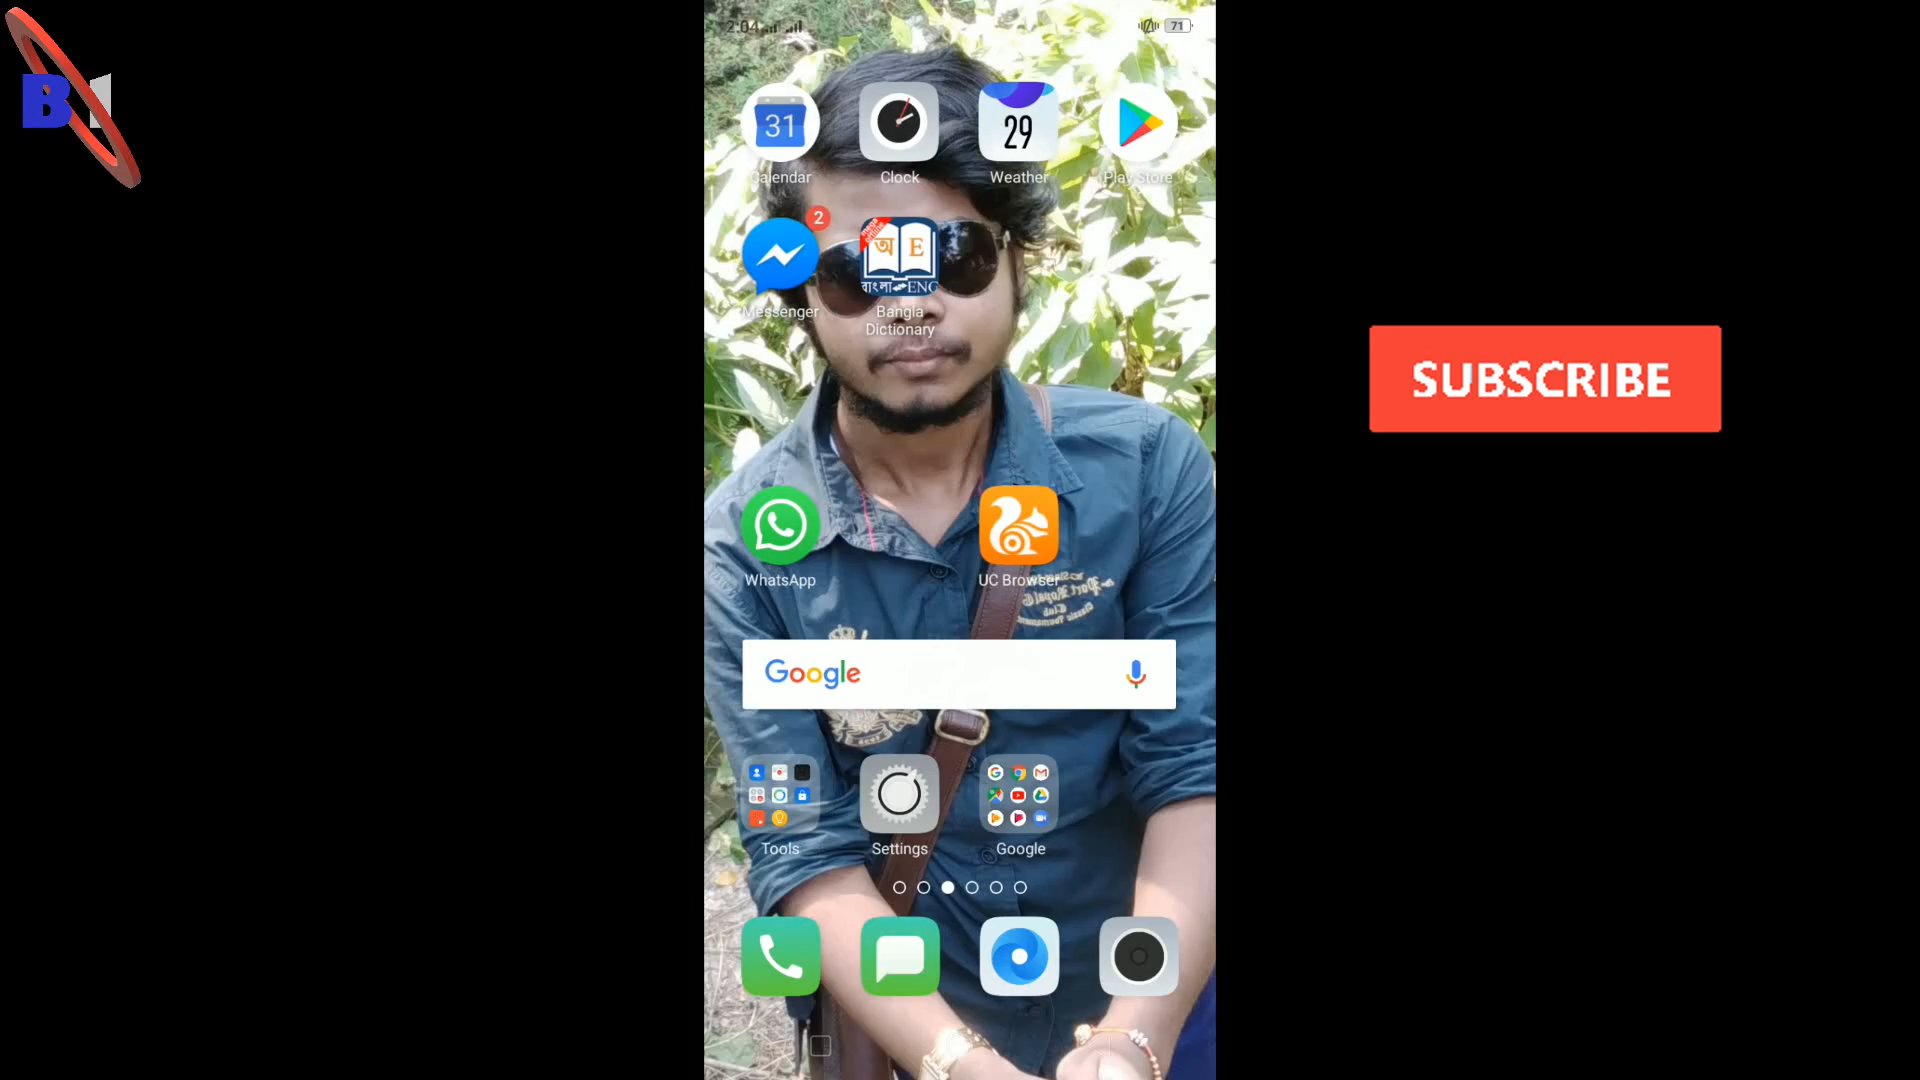 2:04
71
B1
31
29
Calendar
Clock
Weather
Play Store
2
অ E
বাংলা ENG
Messenger
Bangla
Dictionary
SUBSCRIBE
WhatsApp
UC Browser
Google
Tools
Settings
Google